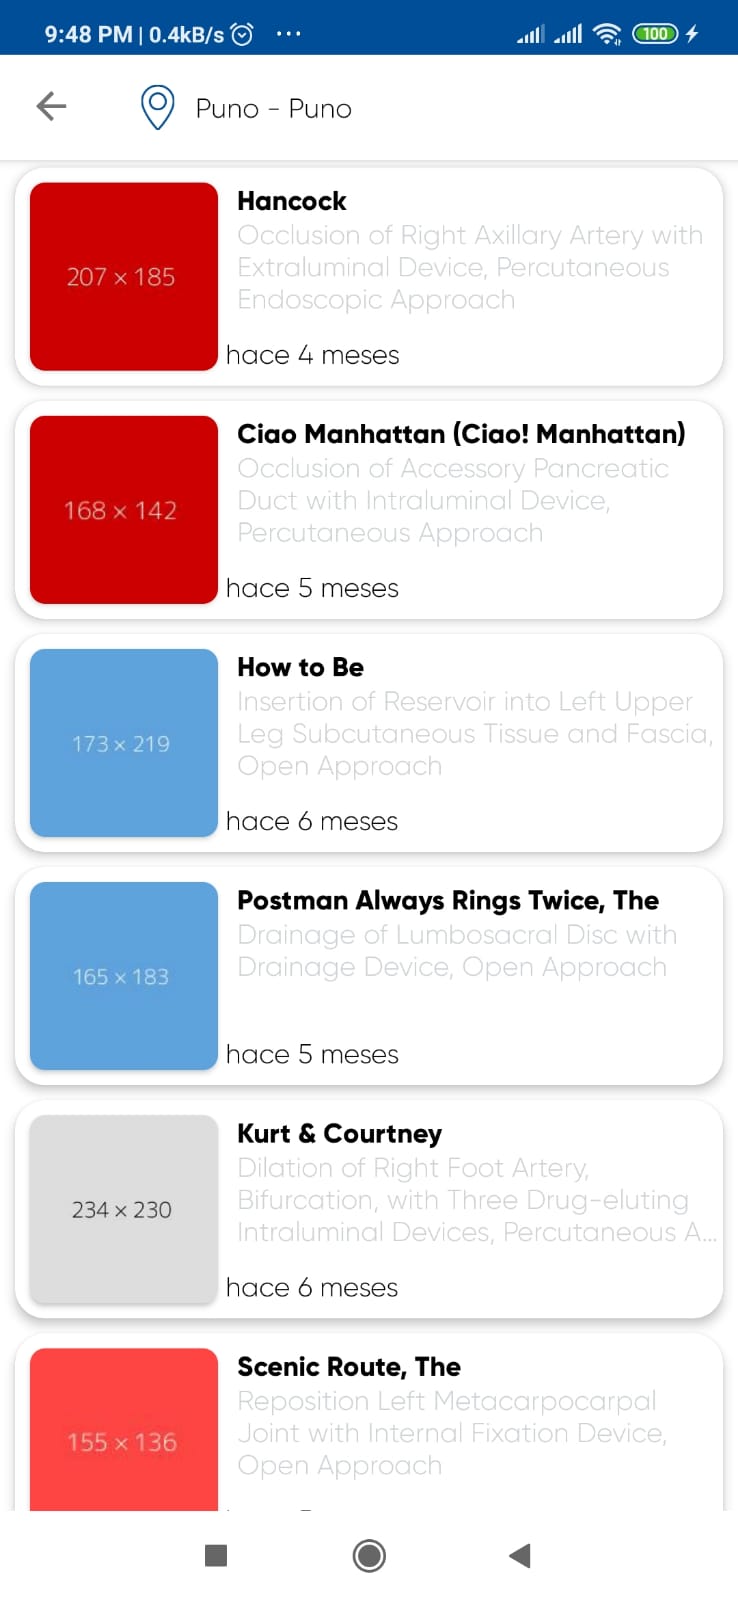 9:48 PM | 0.4kB/s ...
100
Puno - Puno
207 × 185
Hancock
Occlusion of Right Axillary Artery with
Extraluminal Device, Percutaneous
Endoscopic Approach
hace 4 meses
168 × 142
Ciao Manhattan (Ciao! Manhattan)
Occlusion of Accessory Pancreatic
Duct with Intraluminal Device,
Percutaneous Approach
hace 5 meses
173 × 219
How to Be
Insertion of Reservoir into Left Upper
Leg Subcutaneous Tissue and Fascia,
Open Approach
hace 6 meses
165 × 183
Postman Always Rings Twice, The
Drainage of Lumbosacral Disc with
Drainage Device, Open Approach
hace 5 meses
234 × 230
Kurt & Courtney
Dilation of Right Foot Artery,
Bifurcation, with Three Drug-eluting
Intraluminal Devices, Percutaneous A...
hace 6 meses
155 × 136
Scenic Route, The
Reposition Left Metacarpocarpal
Joint with Internal Fixation Device,
Open Approach